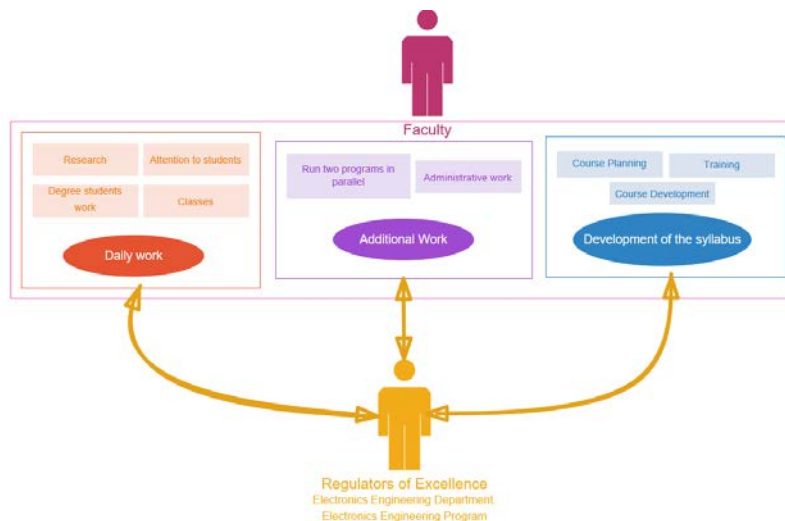 Faculty
Research
Attention to students
Degree students
work
Classes
Daily work
Run two programs in
parallel
Administrative work
Additional Work
Course Planning
Training
Course Development
Development of the syllabus
Regulators of Excellence
Electronics Engineering Department
Electronics Engineering Program